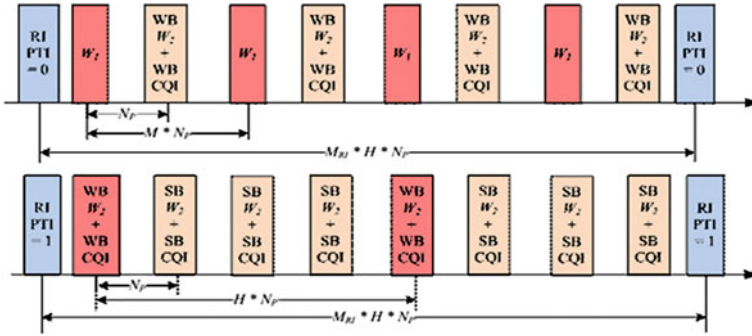 RI
PTI
= 0
W1
WB
W2
+
WB
CQI
W1
WB
W2
+
WB
CQI
W1
WB
W2
+
WB
CQI
W1
WB
W2
+
WB
CQI
RI
PTI
= 0
NP
M * NP
MRI * H * NP
RI
PTI
= 1
WB
W2
+
WB
CQI
SB
W2
+
SB
CQI
SB
W2
+
SB
CQI
SB
W2
+
SB
CQI
WB
W2
+
WB
CQI
SB
W2
+
SB
CQI
SB
W2
+
SB
CQI
SB
W2
+
SB
CQI
RI
PTI
= 1
NP
H * NP
MRI * H * NP